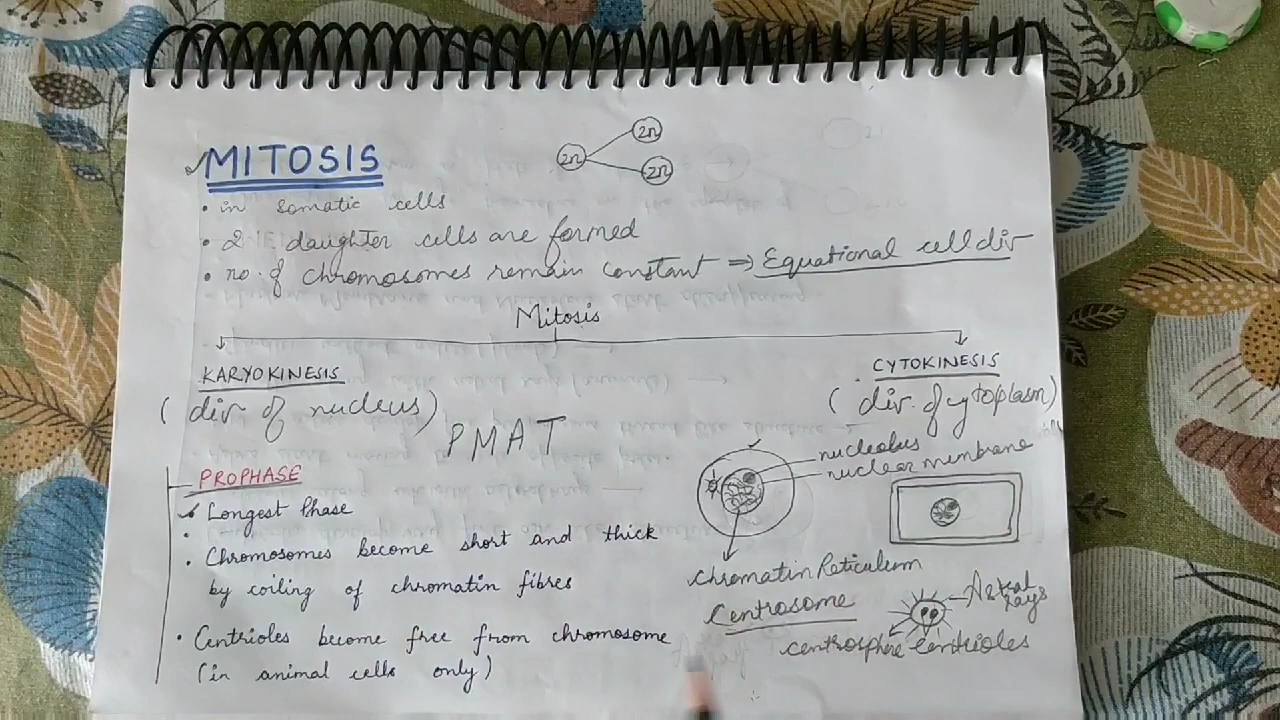 MITOSIS
2n
2n
2n
• in somatic cells
• 2 daughter cells are formed
• no. of chromosomes remain constant ⇒ Equational cell div
Mitosis
KARYOKINESIS
(div. of nucleus)
CYTOKINESIS
(div. of cytoplasm)
PMAT
PROPHASE
• Longest Phase
• Chromosomes become short and thick
by coiling of chromatin fibres
• Centrioles become free from chromosome
(in animal cells only)
nucleolus
nuclear membrane
Chromatin Reticulum
Centrosome
Astral
rays
centrosphere
centrioles